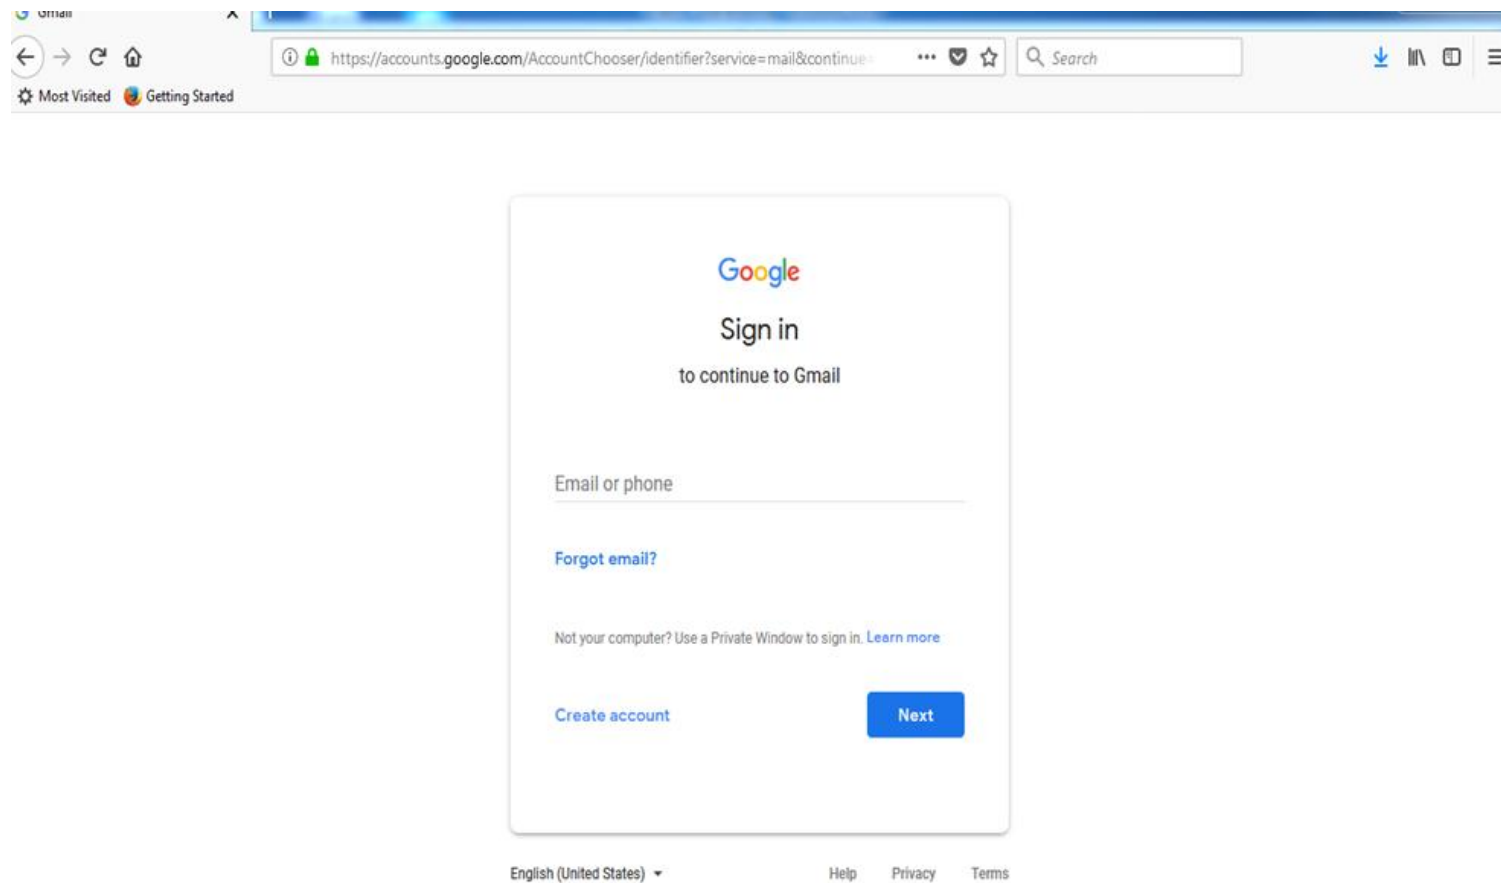 Gmail
https://accounts.google.com/AccountChooser/identifier?service=mail&continue=
Search
Most Visited Getting Started
Google
Sign in
to continue to Gmail
Email or phone
Forgot email?
Not your computer? Use a Private Window to sign in. Learn more
Create account Next
English (United States) Help Privacy Terms